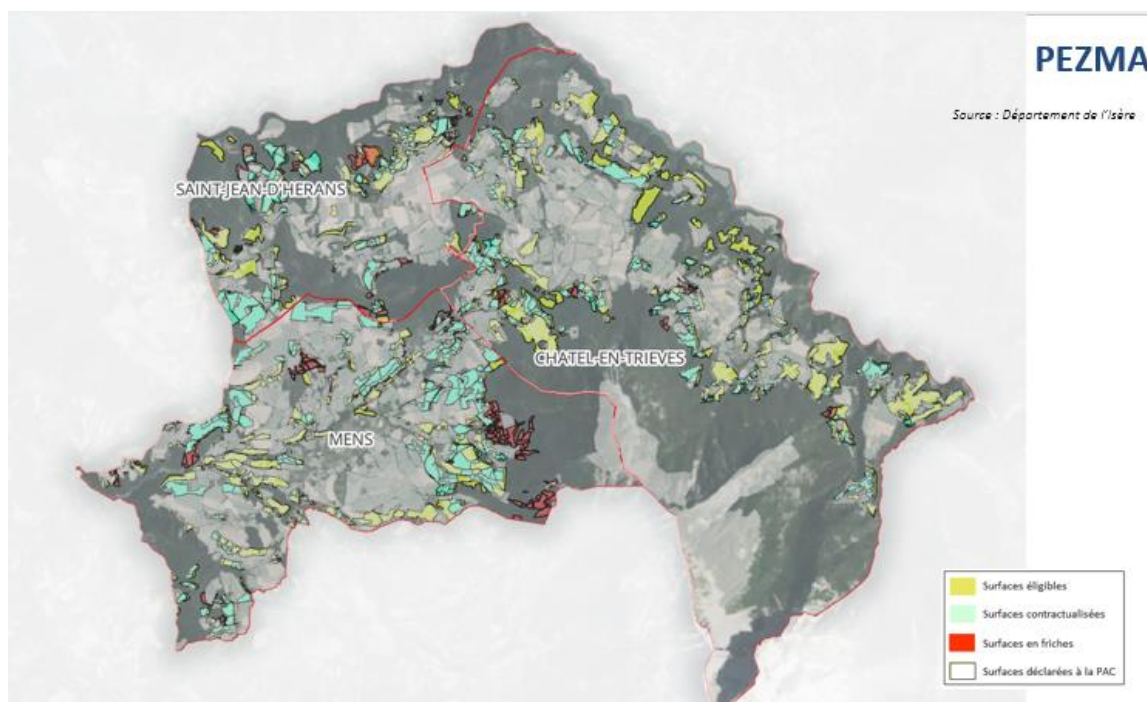 PEZMA
Source : Département de l'Isère
SAINT-JEAN-D'HERANS
CHATEL-EN-TRIEVES
MENS
Surfaces éligibles
Surfaces contractualisées
Surfaces en friches
Surfaces déclarées à la PAC